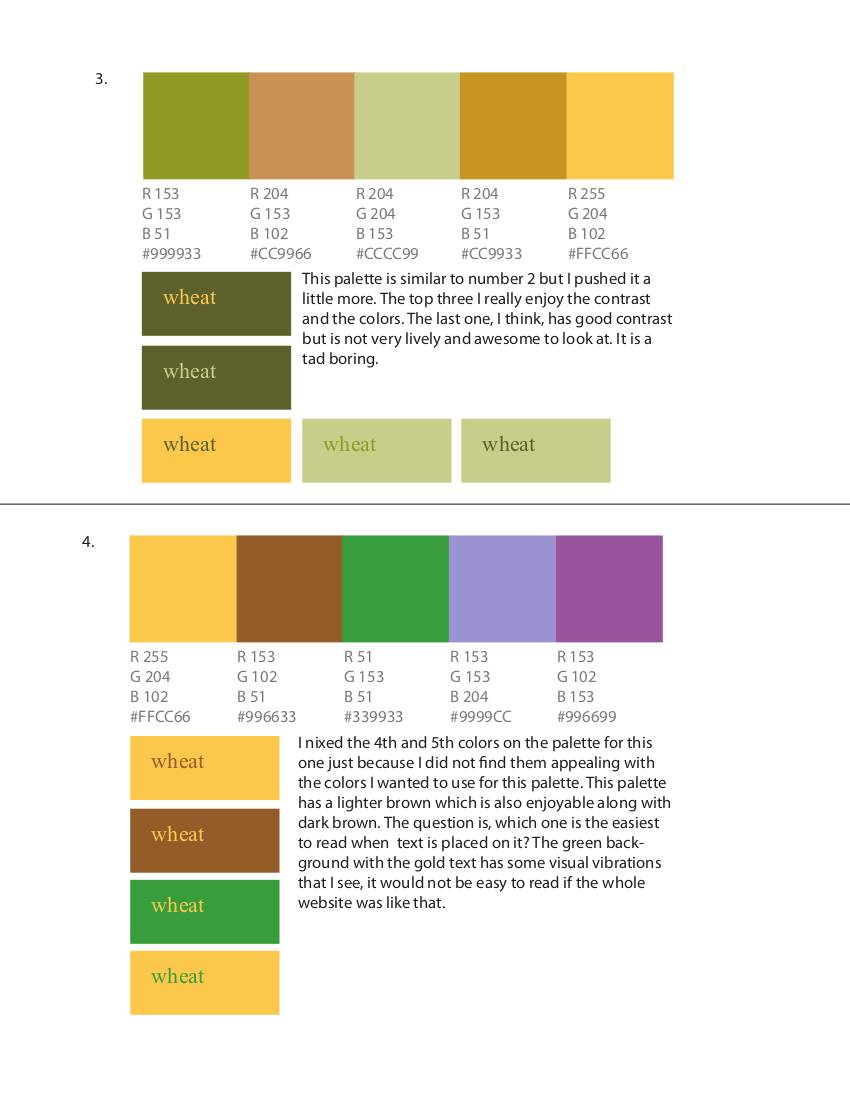 3.
R 153 R 204 R 204 R 204 R 255
G 153 G 153 G 204 G 153 G 204
B 51 B 102 B 153 B 51 B 102
#999933 #CC9966 #CCCC99 #CC9933 #FFCC66
wheat
This palette is similar to number 2 but I pushed it a
little more. The top three I really enjoy the contrast
and the colors. The last one, I think, has good contrast
but is not very lively and awesome to look at. It is a
tad boring.
wheat
wheat wheat wheat
4.
R 255 R 153 R 51 R 153 R 153
G 204 G 102 G 153 G 153 G 102
B 102 B 51 B 51 B 204 B 153
#FFCC66 #996633 #339933 #9999CC #996699
wheat
I nixed the 4th and 5th colors on the palette for this
one just because I did not find them appealing with
the colors I wanted to use for this palette. This palette
has a lighter brown which is also enjoyable along with
dark brown. The question is, which one is the easiest
to read when  text is placed on it? The green back-
ground with the gold text has some visual vibrations
that I see, it would not be easy to read if the whole
website was like that.
wheat
wheat
wheat